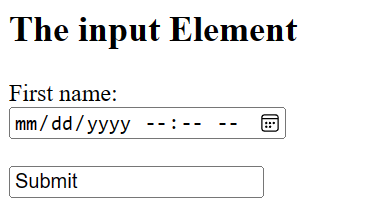 The input Element
First name:
mm/dd/yyyy --:-- --
Submit